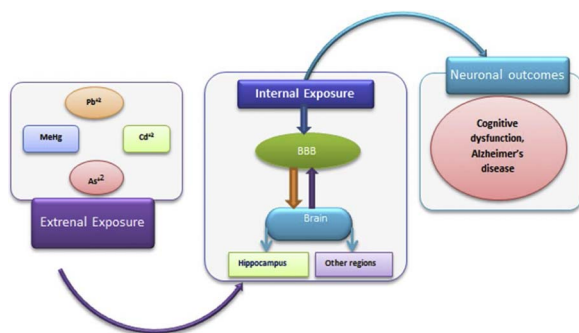 Pb+2
MeHg
Cd+2
As+2
Extrenal Exposure
Internal Exposure
BBB
Brain
Hippocampus
Other regions
Neuronal outcomes
Cognitive
dysfunction,
Alzheimer's
disease